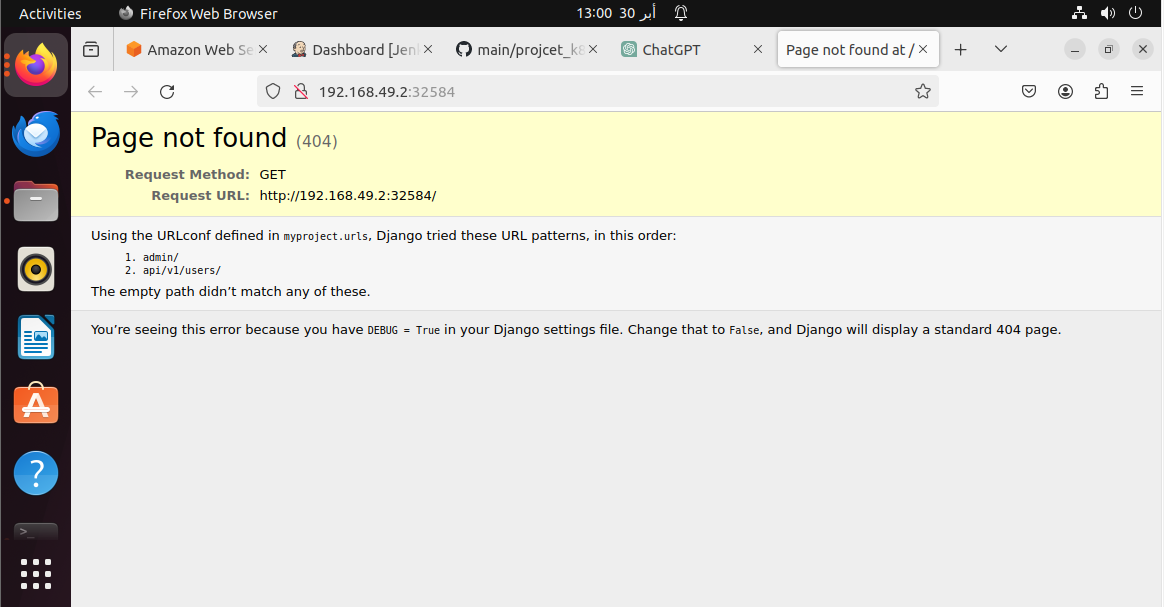 Activities
Firefox Web Browser
13:00 30 أبر
Amazon Web Se
Dashboard [Jen
main/projcet_k8
ChatGPT
Page not found at /
192.168.49.2:32584
Page not found (404)
Request Method: GET
Request URL: http://192.168.49.2:32584/
Using the URLconf defined in myproject.urls, Django tried these URL patterns, in this order:
1. admin/
2. api/v1/users/
The empty path didn’t match any of these.
You’re seeing this error because you have DEBUG = True in your Django settings file. Change that to False, and Django will display a standard 404 page.